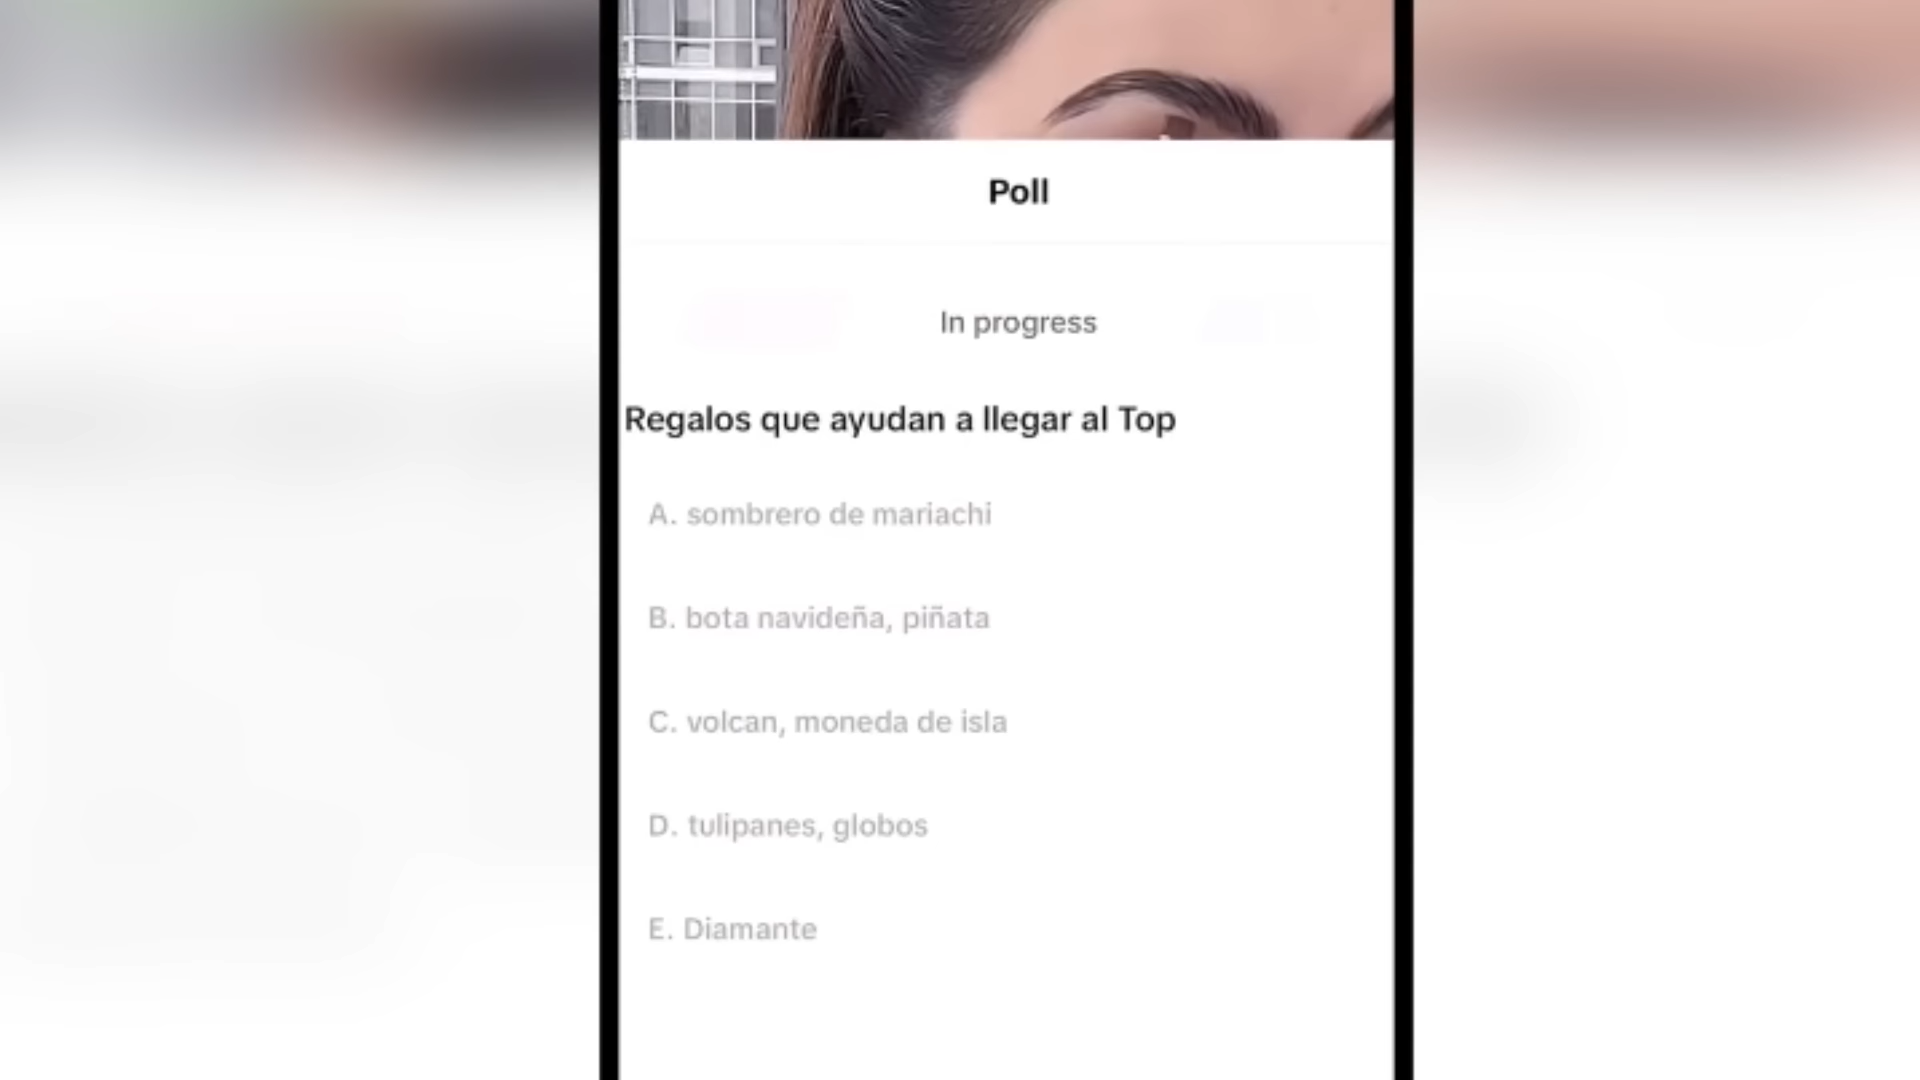 Poll
In progress
Regalos que ayudan a llegar al Top
A. sombrero de mariachi
B. bota navideña, piñata
C. volcan, moneda de isla
D. tulipanes, globos
E. Diamante